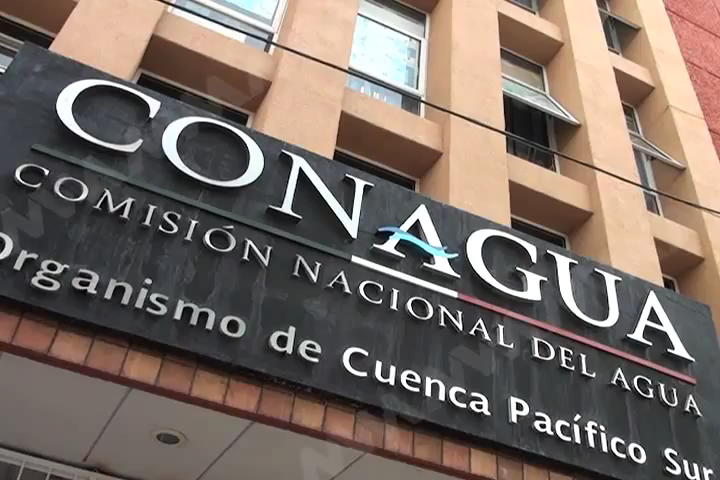 CONAGUA
COMISIÓN NACIONAL DEL AGUA
Organismo de Cuenca Pacífico Sur